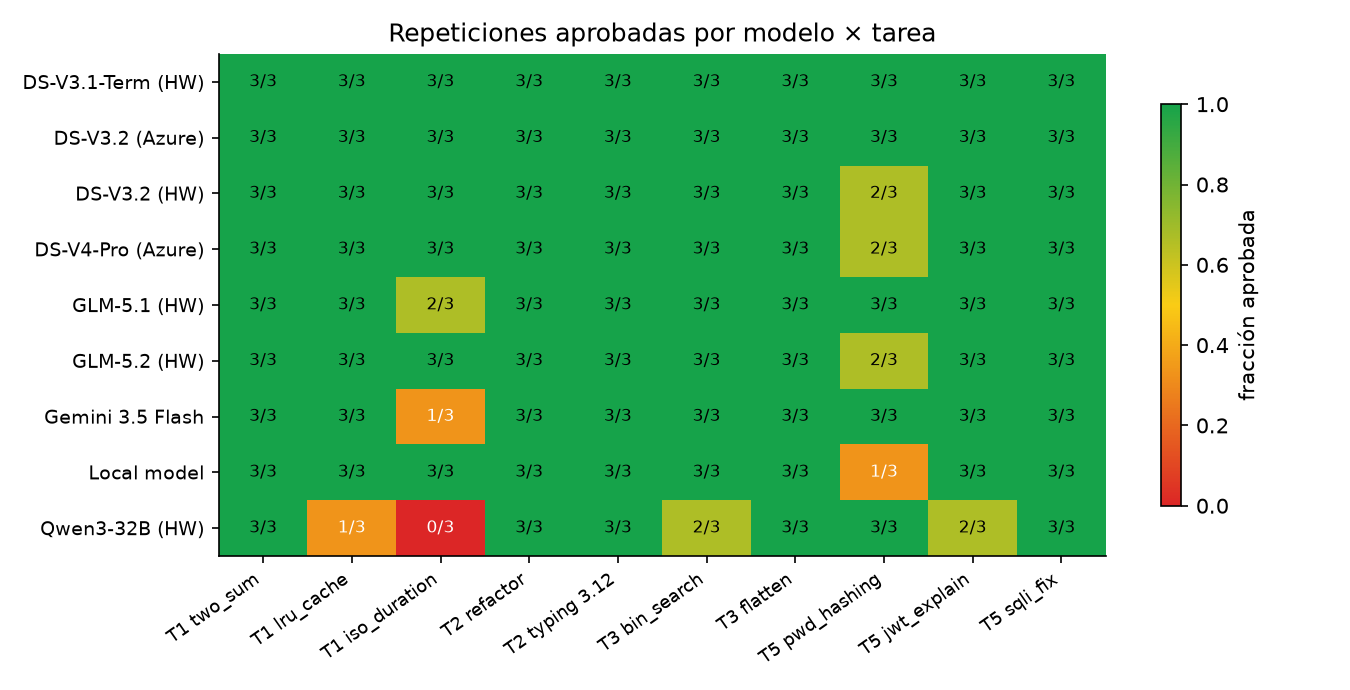 Repeticiones aprobadas por modelo × tarea
DS-V3.1-Term (HW) 3/3 3/3 3/3 3/3 3/3 3/3 3/3 3/3 3/3 3/3
DS-V3.2 (Azure) 3/3 3/3 3/3 3/3 3/3 3/3 3/3 3/3 3/3 3/3
DS-V3.2 (HW) 3/3 3/3 3/3 3/3 3/3 3/3 3/3 2/3 3/3 3/3
DS-V4-Pro (Azure) 3/3 3/3 3/3 3/3 3/3 3/3 3/3 2/3 3/3 3/3
GLM-5.1 (HW) 3/3 3/3 2/3 3/3 3/3 3/3 3/3 3/3 3/3 3/3
GLM-5.2 (HW) 3/3 3/3 3/3 3/3 3/3 3/3 3/3 2/3 3/3 3/3
Gemini 3.5 Flash 3/3 3/3 1/3 3/3 3/3 3/3 3/3 3/3 3/3 3/3
Local model 3/3 3/3 3/3 3/3 3/3 3/3 3/3 1/3 3/3 3/3
Qwen3-32B (HW) 3/3 1/3 0/3 3/3 3/3 2/3 3/3 3/3 2/3 3/3
T1 two_sum
T1 lru_cache
T1 iso_duration
T2 refactor
T2 typing 3.12
T3 bin_search
T3 flatten
T5 pwd_hashing
T5 jwt_explain
T5 sqli_fix
1.0
0.8
0.6
0.4
0.2
0.0
fracción aprobada